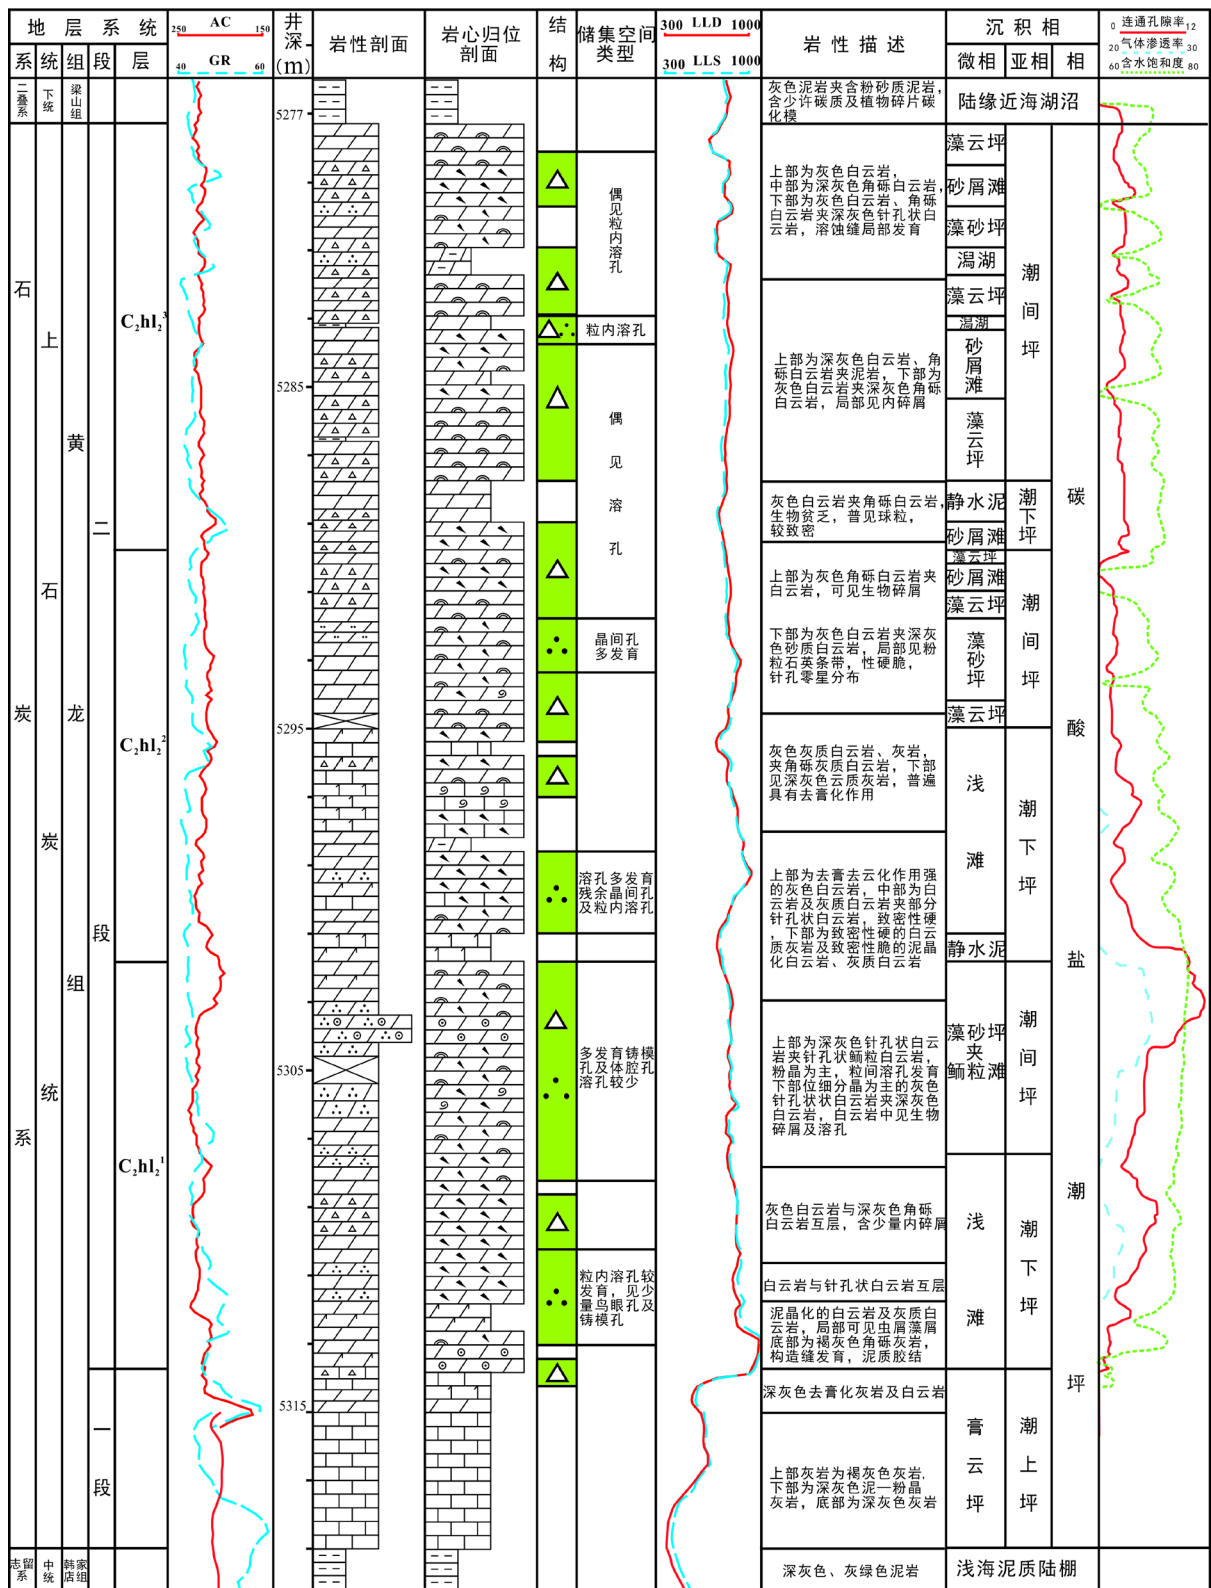 地 层 系 统
系
统
组
段
层
AC
250
150
GR
40
60
井深(m)
岩性剖面
岩心归位
剖面
结构
储集空间
类型
300 LLD 1000
300 LLS 1000
岩性描述
沉积相
微相
亚相
相
0 连通孔隙率 12
20 气体渗透率 30
60 含水饱和度 80
二叠系
下统
梁山组
石炭系
上石炭统
黄龙组
二段
一段
C₂hl₂³
C₂hl₂²
C₂hl₂¹
志留系
中统
韩家店组
5277
5285
5295
5305
5315
偶见粒内溶孔
粒内溶孔
偶见溶孔
晶间孔
多发育
溶孔多发育
残余晶间孔
及粒内溶孔
多发育铸模
孔及体腔孔
溶孔较少
粒内溶孔较
发育，见少
量鸟眼孔及
铸模孔
灰色泥岩夹含粉砂质泥岩，
含少许碳质及植物碎片碳
化模
上部为灰色白云岩，
中部为深灰色角砾白云岩，
下部为灰色白云岩、角砾
白云岩夹深灰色针孔状白
云岩，溶蚀缝局部发育
上部为深灰色白云岩、角
砾白云岩夹泥岩，下部为
灰色白云岩夹深灰色角砾
白云岩，局部见内碎屑
灰色白云岩夹角砾白云岩，
生物贫乏，普见球粒，
较致密
上部为灰色角砾白云岩夹
白云岩，可见生物碎屑
下部为灰色白云岩夹深灰
色砂质白云岩，局部见粉
粒石英条带，性硬脆，
针孔零星分布
灰色灰质白云岩、灰岩，
夹角砾灰质白云岩，下部
见深灰色云质灰岩，普遍
具有去膏化作用
上部为去膏去云化作用强
的灰色白云岩，中部为白
云岩及灰质白云岩夹部分
针孔状白云岩，致密性硬
，下部为致密性硬的白云
质灰岩及致密性脆的泥晶
化白云岩、灰质白云岩
上部为深灰色针孔状白云
岩夹针孔状鲕粒白云岩，
粉晶为主，粒间溶孔发育
下部位细分晶为主的灰色
针孔状状白云岩夹深灰色
白云岩，白云岩中见生物
碎屑及溶孔
灰色白云岩与深灰色角砾
白云岩互层，含少量内碎屑
白云岩与针孔状白云岩互层
泥晶化的白云岩及灰质白
云岩，局部可见虫屑藻屑
底部为褐灰色角砾灰岩，
构造缝发育，泥质胶结
深灰色去膏化灰岩及白云岩
上部灰岩为褐灰色灰岩，
下部为深灰色泥—粉晶
灰岩，底部为深灰色灰岩
深灰色、灰绿色泥岩
陆缘近海湖沼
藻云坪
砂屑滩
藻砂坪
潟湖
藻云坪
潟湖
砂屑滩
藻云坪
静水泥
砂屑滩
藻云坪
砂屑滩
藻云坪
藻砂坪
藻云坪
浅滩
静水泥
藻砂坪
夹
鲕粒滩
浅滩
膏云坪
潮间坪
潮下坪
潮间坪
潮下坪
潮间坪
潮下坪
潮上坪
碳酸盐潮坪
浅海泥质陆棚